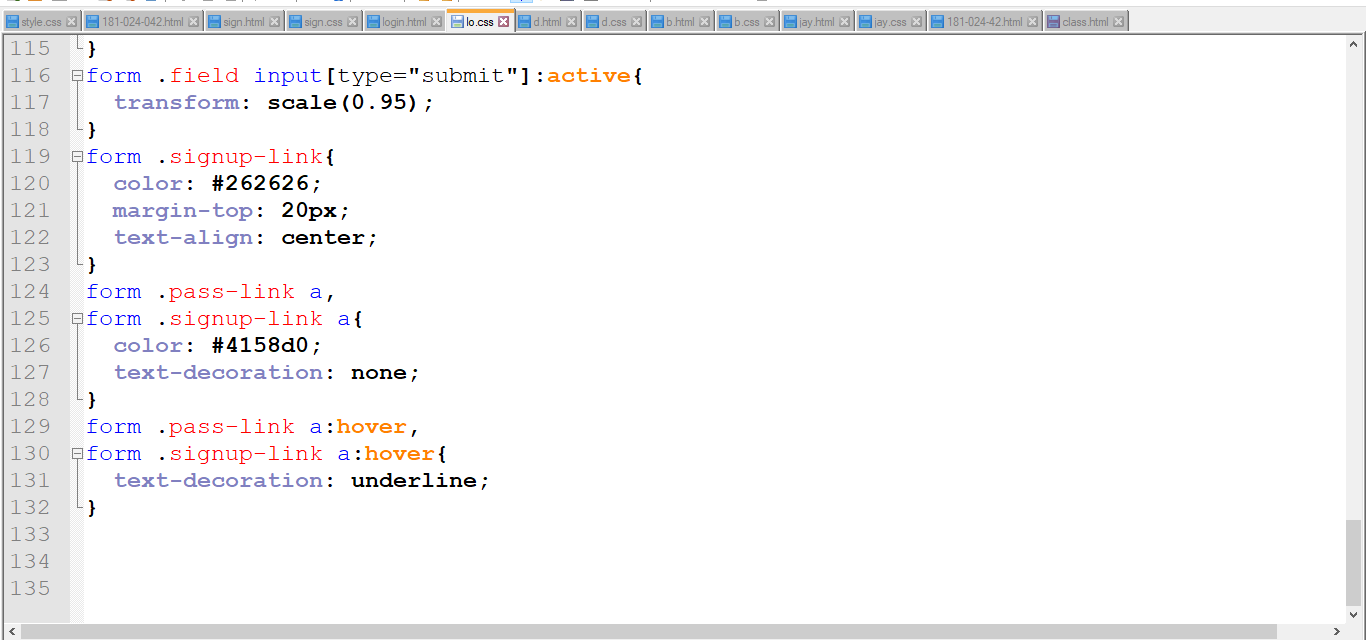 style.css 181-024-042.html sign.html sign.css login.html lo.css d.html d.css b.html b.css jay.html jay.css 181-024-42.html class.html
115 }
116 form .field input[type="submit"]:active{
117   transform: scale(0.95);
118 }
119 form .signup-link{
120   color: #262626;
121   margin-top: 20px;
122   text-align: center;
123 }
124 form .pass-link a,
125 form .signup-link a{
126   color: #4158d0;
127   text-decoration: none;
128 }
129 form .pass-link a:hover,
130 form .signup-link a:hover{
131   text-decoration: underline;
132 }
133
134
135